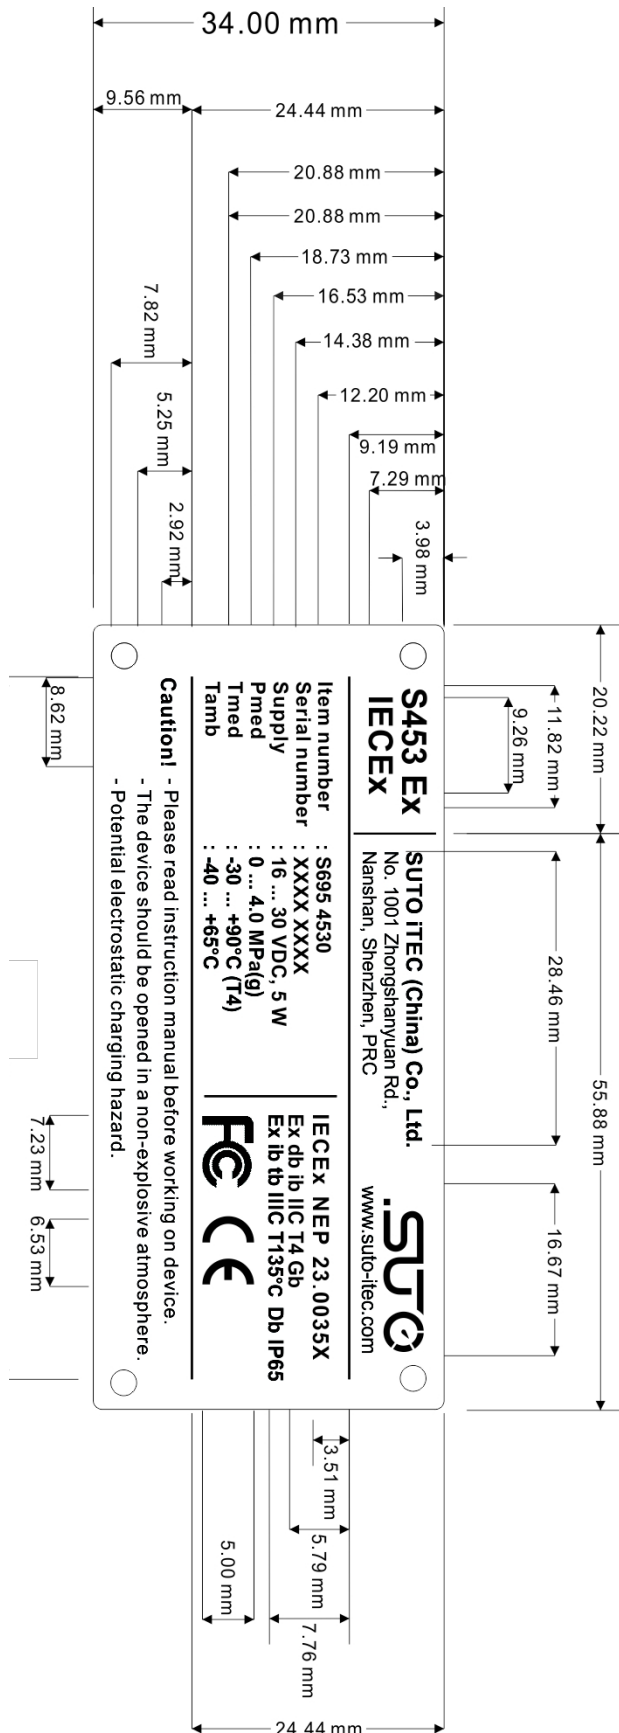 34.00 mm
9.56 mm
24.44 mm
20.88 mm
20.88 mm
18.73 mm
16.53 mm
14.38 mm
12.20 mm
9.19 mm
7.29 mm
3.98 mm
7.82 mm
5.25 mm
2.92 mm
20.22 mm
11.82 mm
9.26 mm
55.88 mm
28.46 mm
16.67 mm
8.62 mm
7.23 mm
6.53 mm
S453 Ex
IECEx
SUTO iTEC (China) Co., Ltd.
No. 1001 Zhongshanyuan Rd.,
Nanshan, Shenzhen, PRC
.SUTO
www.suto-itec.com
Item number : S695 4530
Serial number : XXXX XXXX
Supply : 16 ... 30 VDC, 5 W
Pmed : 0 ... 4.0 MPa(g)
Tmed : -30 ... +90°C (T4)
Tamb : -40 ... +65°C
IECEx NEP 23.0035X
Ex db ib IIC T4 Gb
Ex ib tb IIIC T135°C Db IP65
FC CE
Caution! - Please read instruction manual before working on device.
- The device should be opened in a non-explosive atmosphere.
- Potential electrostatic charging hazard.
3.51 mm
5.79 mm
7.76 mm
5.00 mm
24.44 mm